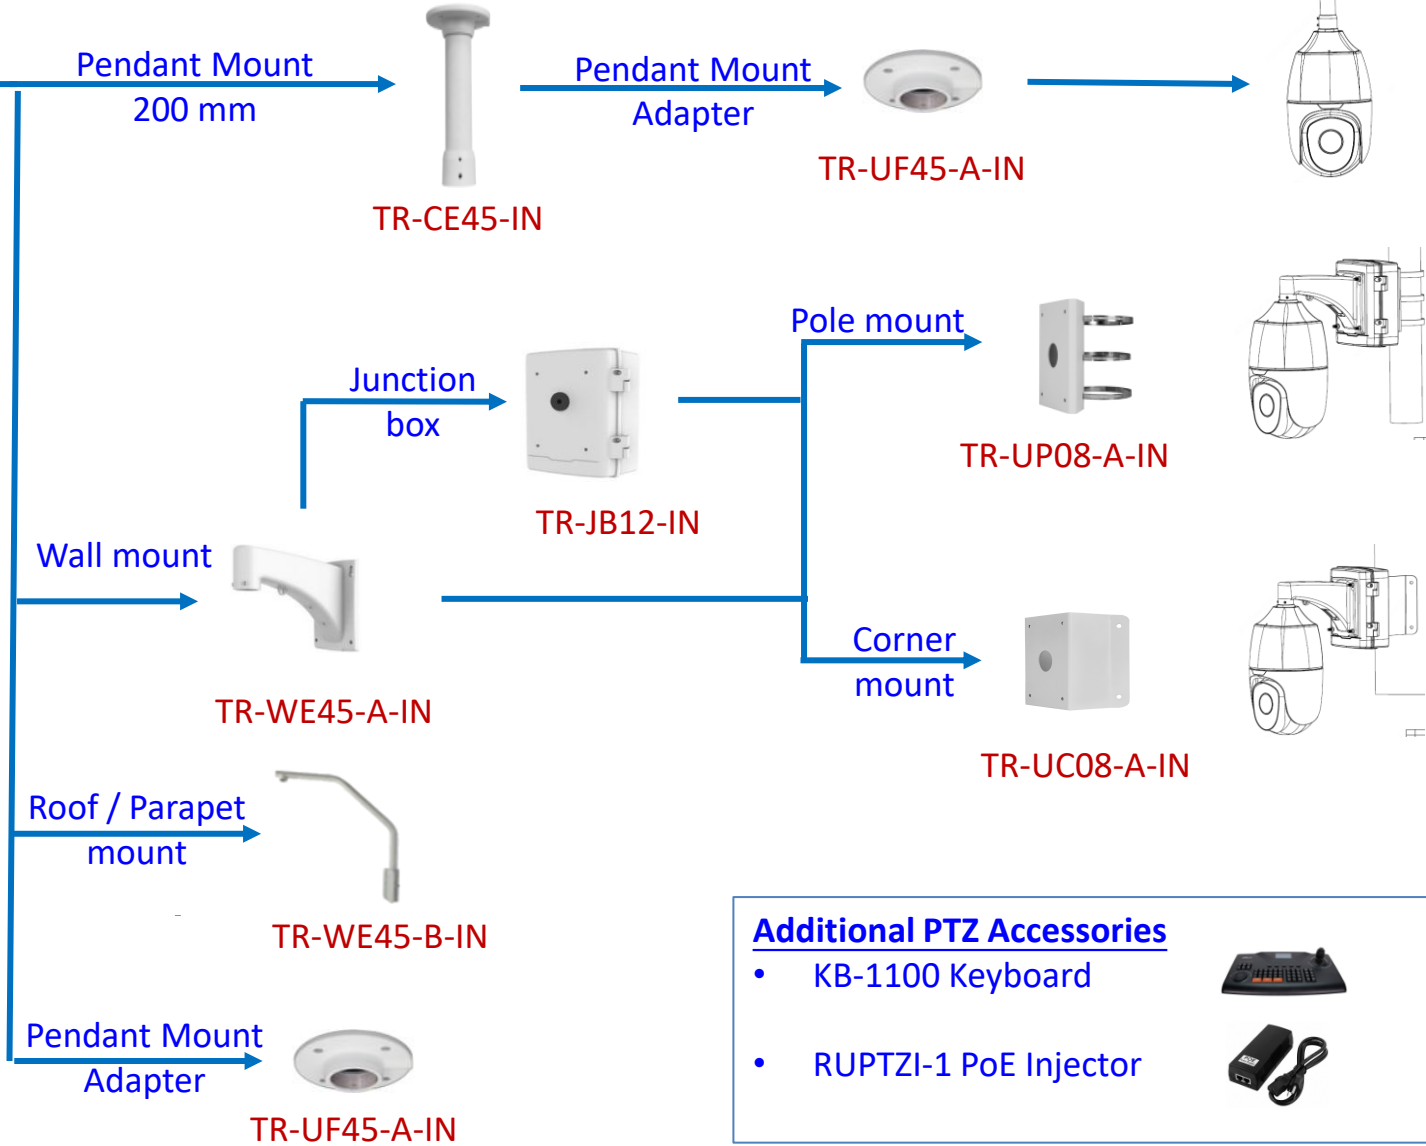 Pendant Mount
200 mm
TR-CE45-IN
Pendant Mount
Adapter
TR-UF45-A-IN
Junction
box
TR-JB12-IN
Pole mount
TR-UP08-A-IN
Wall mount
TR-WE45-A-IN
Corner
mount
TR-UC08-A-IN
Roof / Parapet
mount
TR-WE45-B-IN
Pendant Mount
Adapter
TR-UF45-A-IN
Additional PTZ Accessories
• KB-1100 Keyboard
• RUPTZI-1 PoE Injector